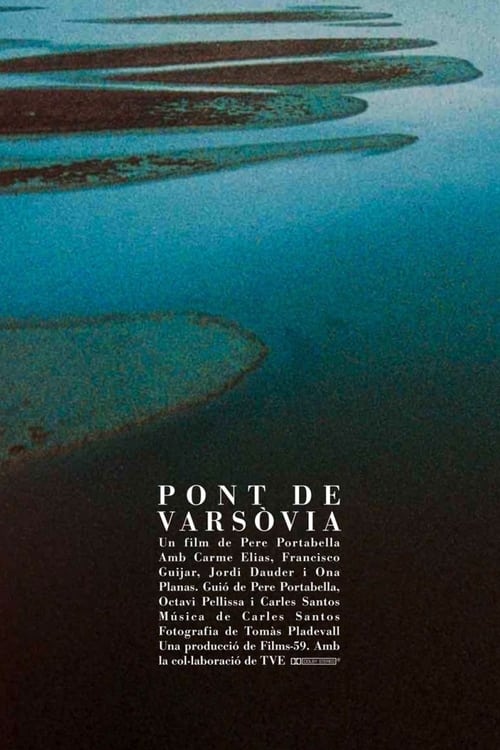 PONT DE
VARSÒVIA
Un film de Pere Portabella
Amb Carme Elias, Francisco
Guijar, Jordi Dauder i Ona
Planas. Guió de Pere Portabella,
Octavi Pellissa i Carles Santos
Música de Carles Santos
Fotografia de Tomàs Pladevall
Una producció de Films-59. Amb
la col·laboració de TVE DOLBY STEREO